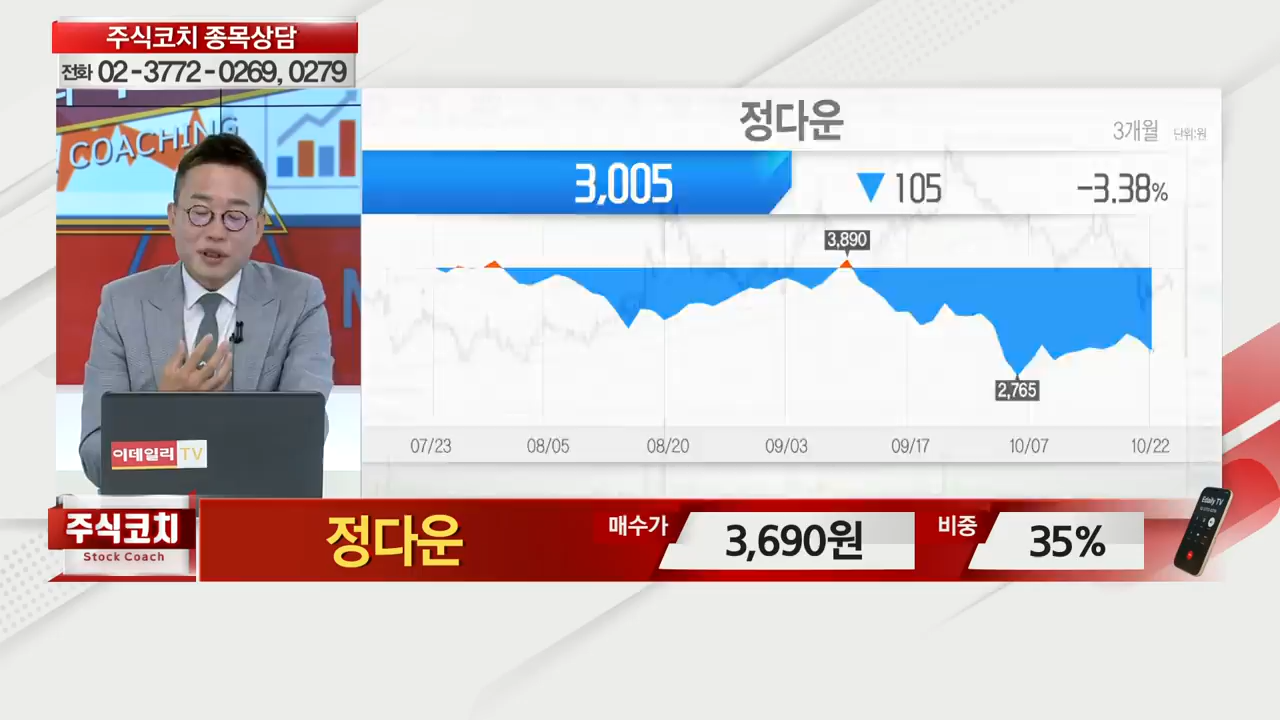 주식코치 종목상담
전화 02-3772-0269, 0279
COACHING
정다운
3개월 단위:원
3,005 ▼ 105 -3.38%
3,890
2,765
07/23 08/05 08/20 09/03 09/17 10/07 10/22
이데일리TV
주식코치
Stock Coach
정다운 매수가 3,690원 비중 35%
Edaily TV